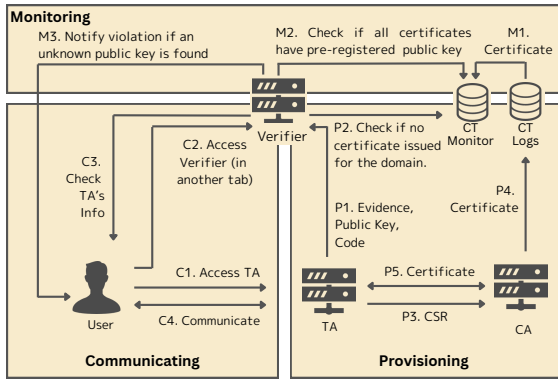 Monitoring
M3. Notify violation if an
unknown public key is found
M2. Check if all certificates
have pre-registered public key
M1.
Certificate
Verifier
CT
Monitor
CT
Logs
C3.
Check
TA's
Info
C2. Access
Verifier (in
another tab)
P2. Check if no
certificate issued
for the domain.
P1. Evidence,
Public Key,
Code
P4.
Certificate
C1. Access TA
C4. Communicate
User
P5. Certificate
P3. CSR
TA
CA
Communicating
Provisioning